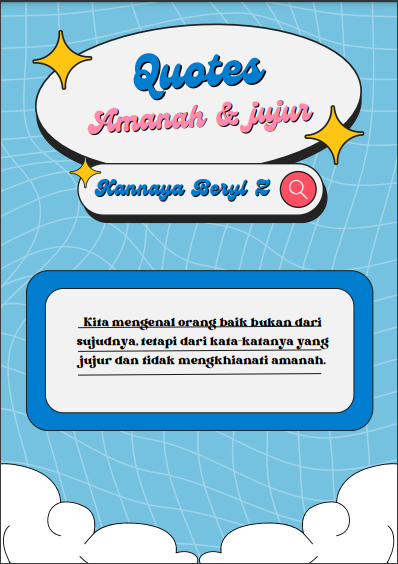 Quotes
Amanah & jujur
Kannaya Beryl Z
Kita mengenal orang baik bukan dari
sujudnya, tetapi dari kata-katanya yang
jujur dan tidak mengkhianati amanah.